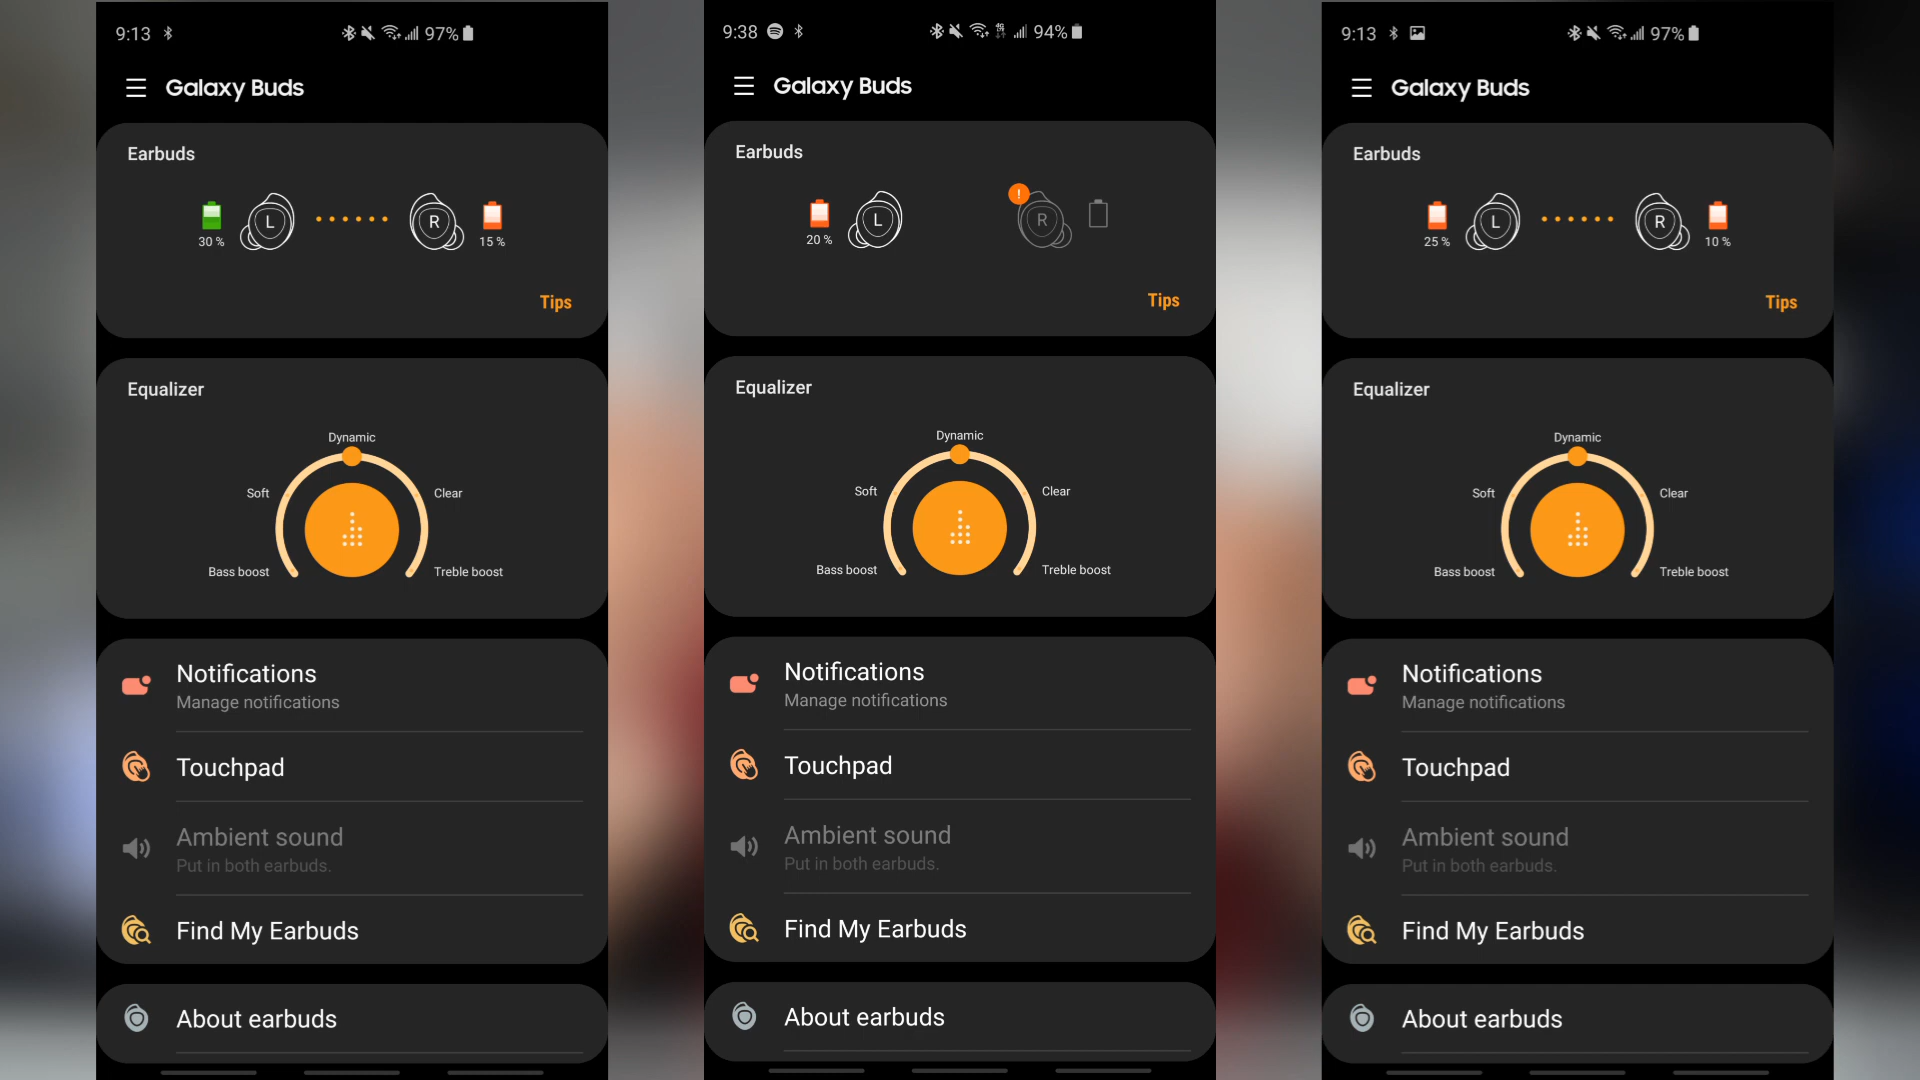 9:13 97%
Galaxy Buds
Earbuds
L R
30 % 15 %
Tips
Equalizer
Dynamic
Soft Clear
Bass boost Treble boost
Notifications
Manage notifications
Touchpad
Ambient sound
Put in both earbuds.
Find My Earbuds
About earbuds
9:38 4G 94%
Galaxy Buds
Earbuds
! L R
20 %
Tips
Equalizer
Dynamic
Soft Clear
Bass boost Treble boost
Notifications
Manage notifications
Touchpad
Ambient sound
Put in both earbuds.
Find My Earbuds
About earbuds
9:13 97%
Galaxy Buds
Earbuds
L R
25 % 10 %
Tips
Equalizer
Dynamic
Soft Clear
Bass boost Treble boost
Notifications
Manage notifications
Touchpad
Ambient sound
Put in both earbuds.
Find My Earbuds
About earbuds